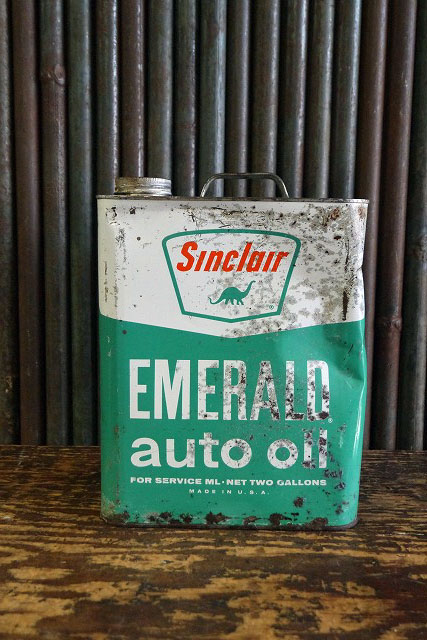 Sinclair
®
EMERALD®
auto oil
FOR SERVICE ML·NET TWO GALLONS
MADE IN U.S.A.